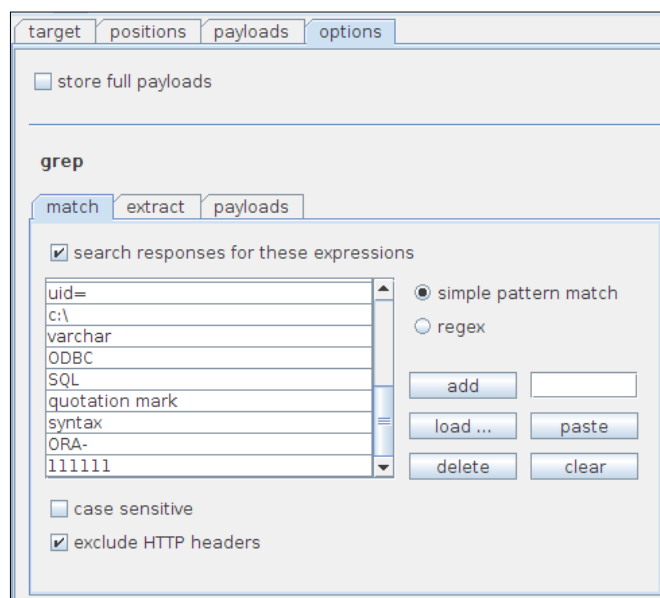 target positions payloads options
store full payloads
grep
match extract payloads
search responses for these expressions
uid=
c:\
varchar
ODBC
SQL
quotation mark
syntax
ORA-
111111
simple pattern match
regex
add
load ... paste
delete clear
case sensitive
exclude HTTP headers